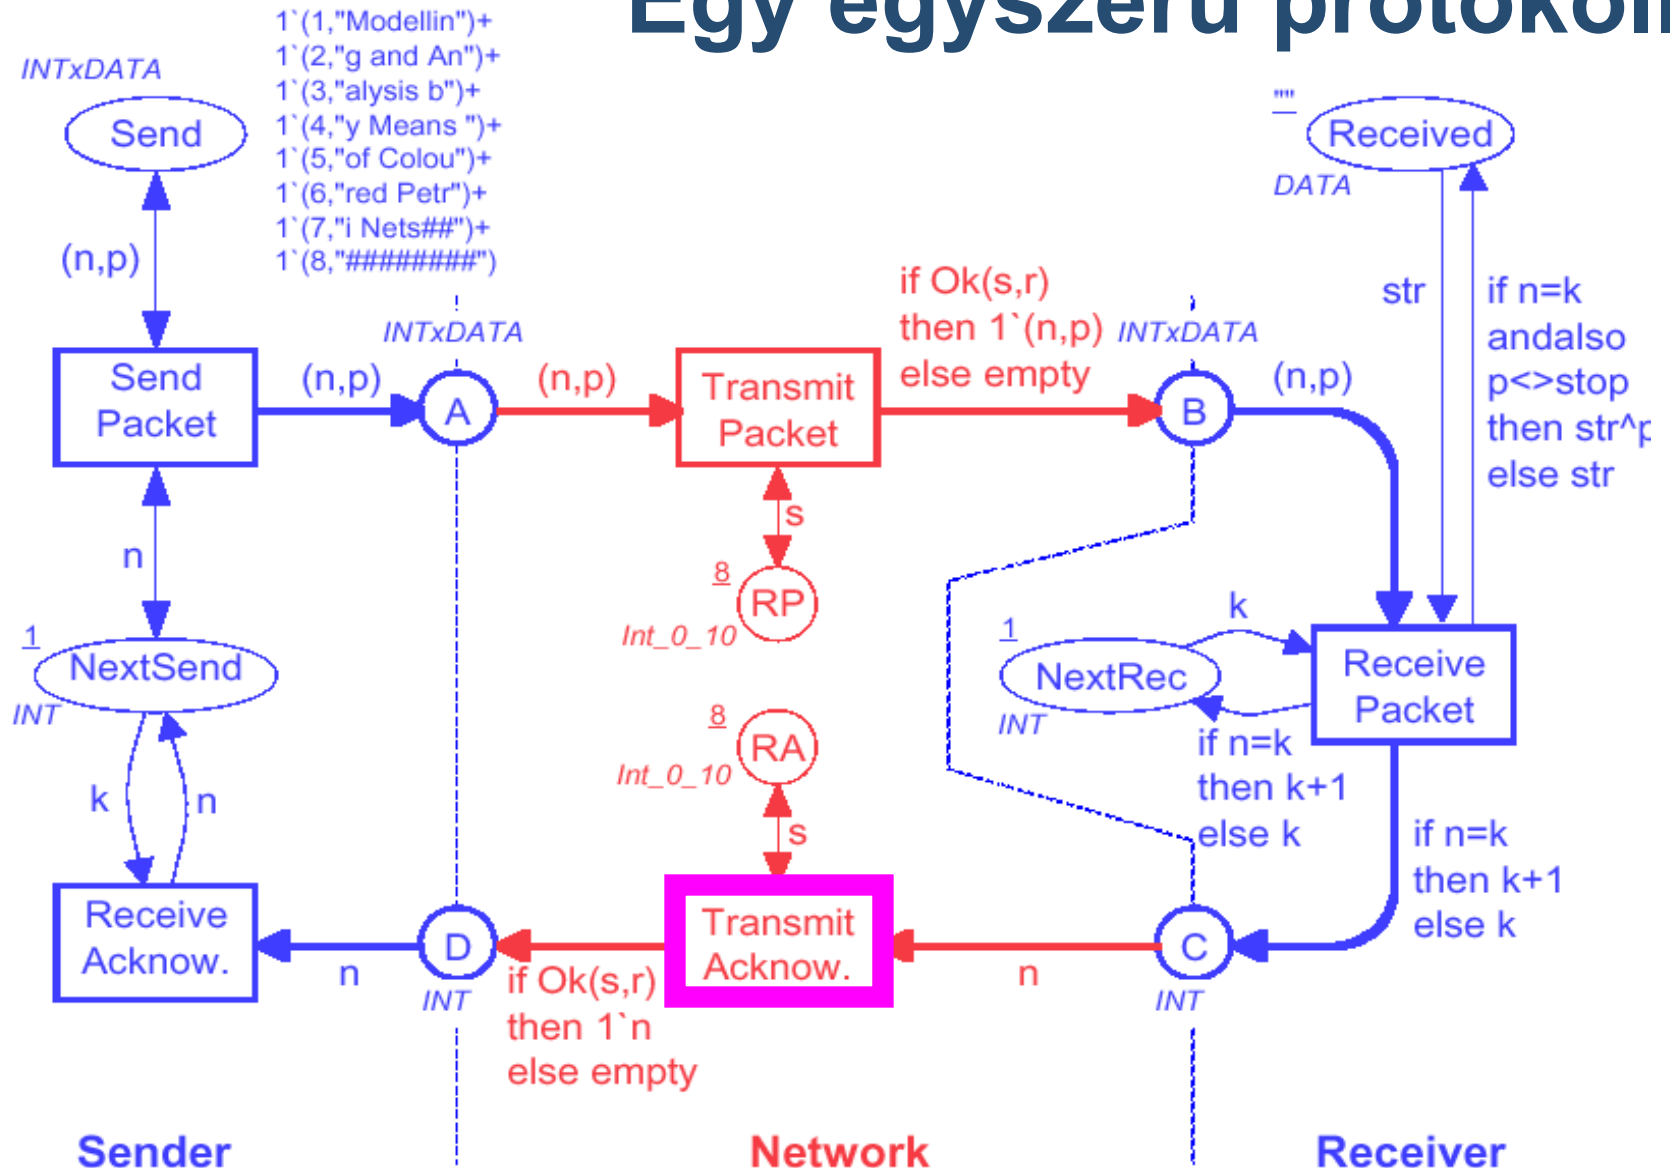 Egy egyszerű protokoll
1`(1,"Modellin")+
1`(2,"g and An")+
1`(3,"alysis b")+
1`(4,"y Means ")+
1`(5,"of Colou")+
1`(6,"red Petr")+
1`(7,"i Nets##")+
1`(8,"########")
INTxDATA
Send
(n,p)
Send
Packet
(n,p)
INTxDATA
A
(n,p)
Transmit
Packet
if Ok(s,r)
then 1`(n,p)
else empty
INTxDATA
B
(n,p)
""
Received
DATA
str
if n=k
andalso
p<>stop
then str^p
else str
n
1
NextSend
INT
s
8
RP
Int_0_10
8
RA
Int_0_10
s
k
1
NextRec
INT
if n=k
then k+1
else k
Receive
Packet
if n=k
then k+1
else k
k
n
Receive
Acknow.
n
D
INT
if Ok(s,r)
then 1`n
else empty
Transmit
Acknow.
n
C
INT
Sender
Network
Receiver